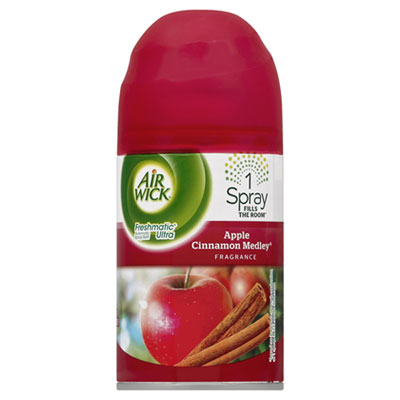 AIR
WICK®
Freshmatic®
Ultra
1
Spray
FILLS
THE ROOM*
Apple
Cinnamon Medley®
FRAGRANCE